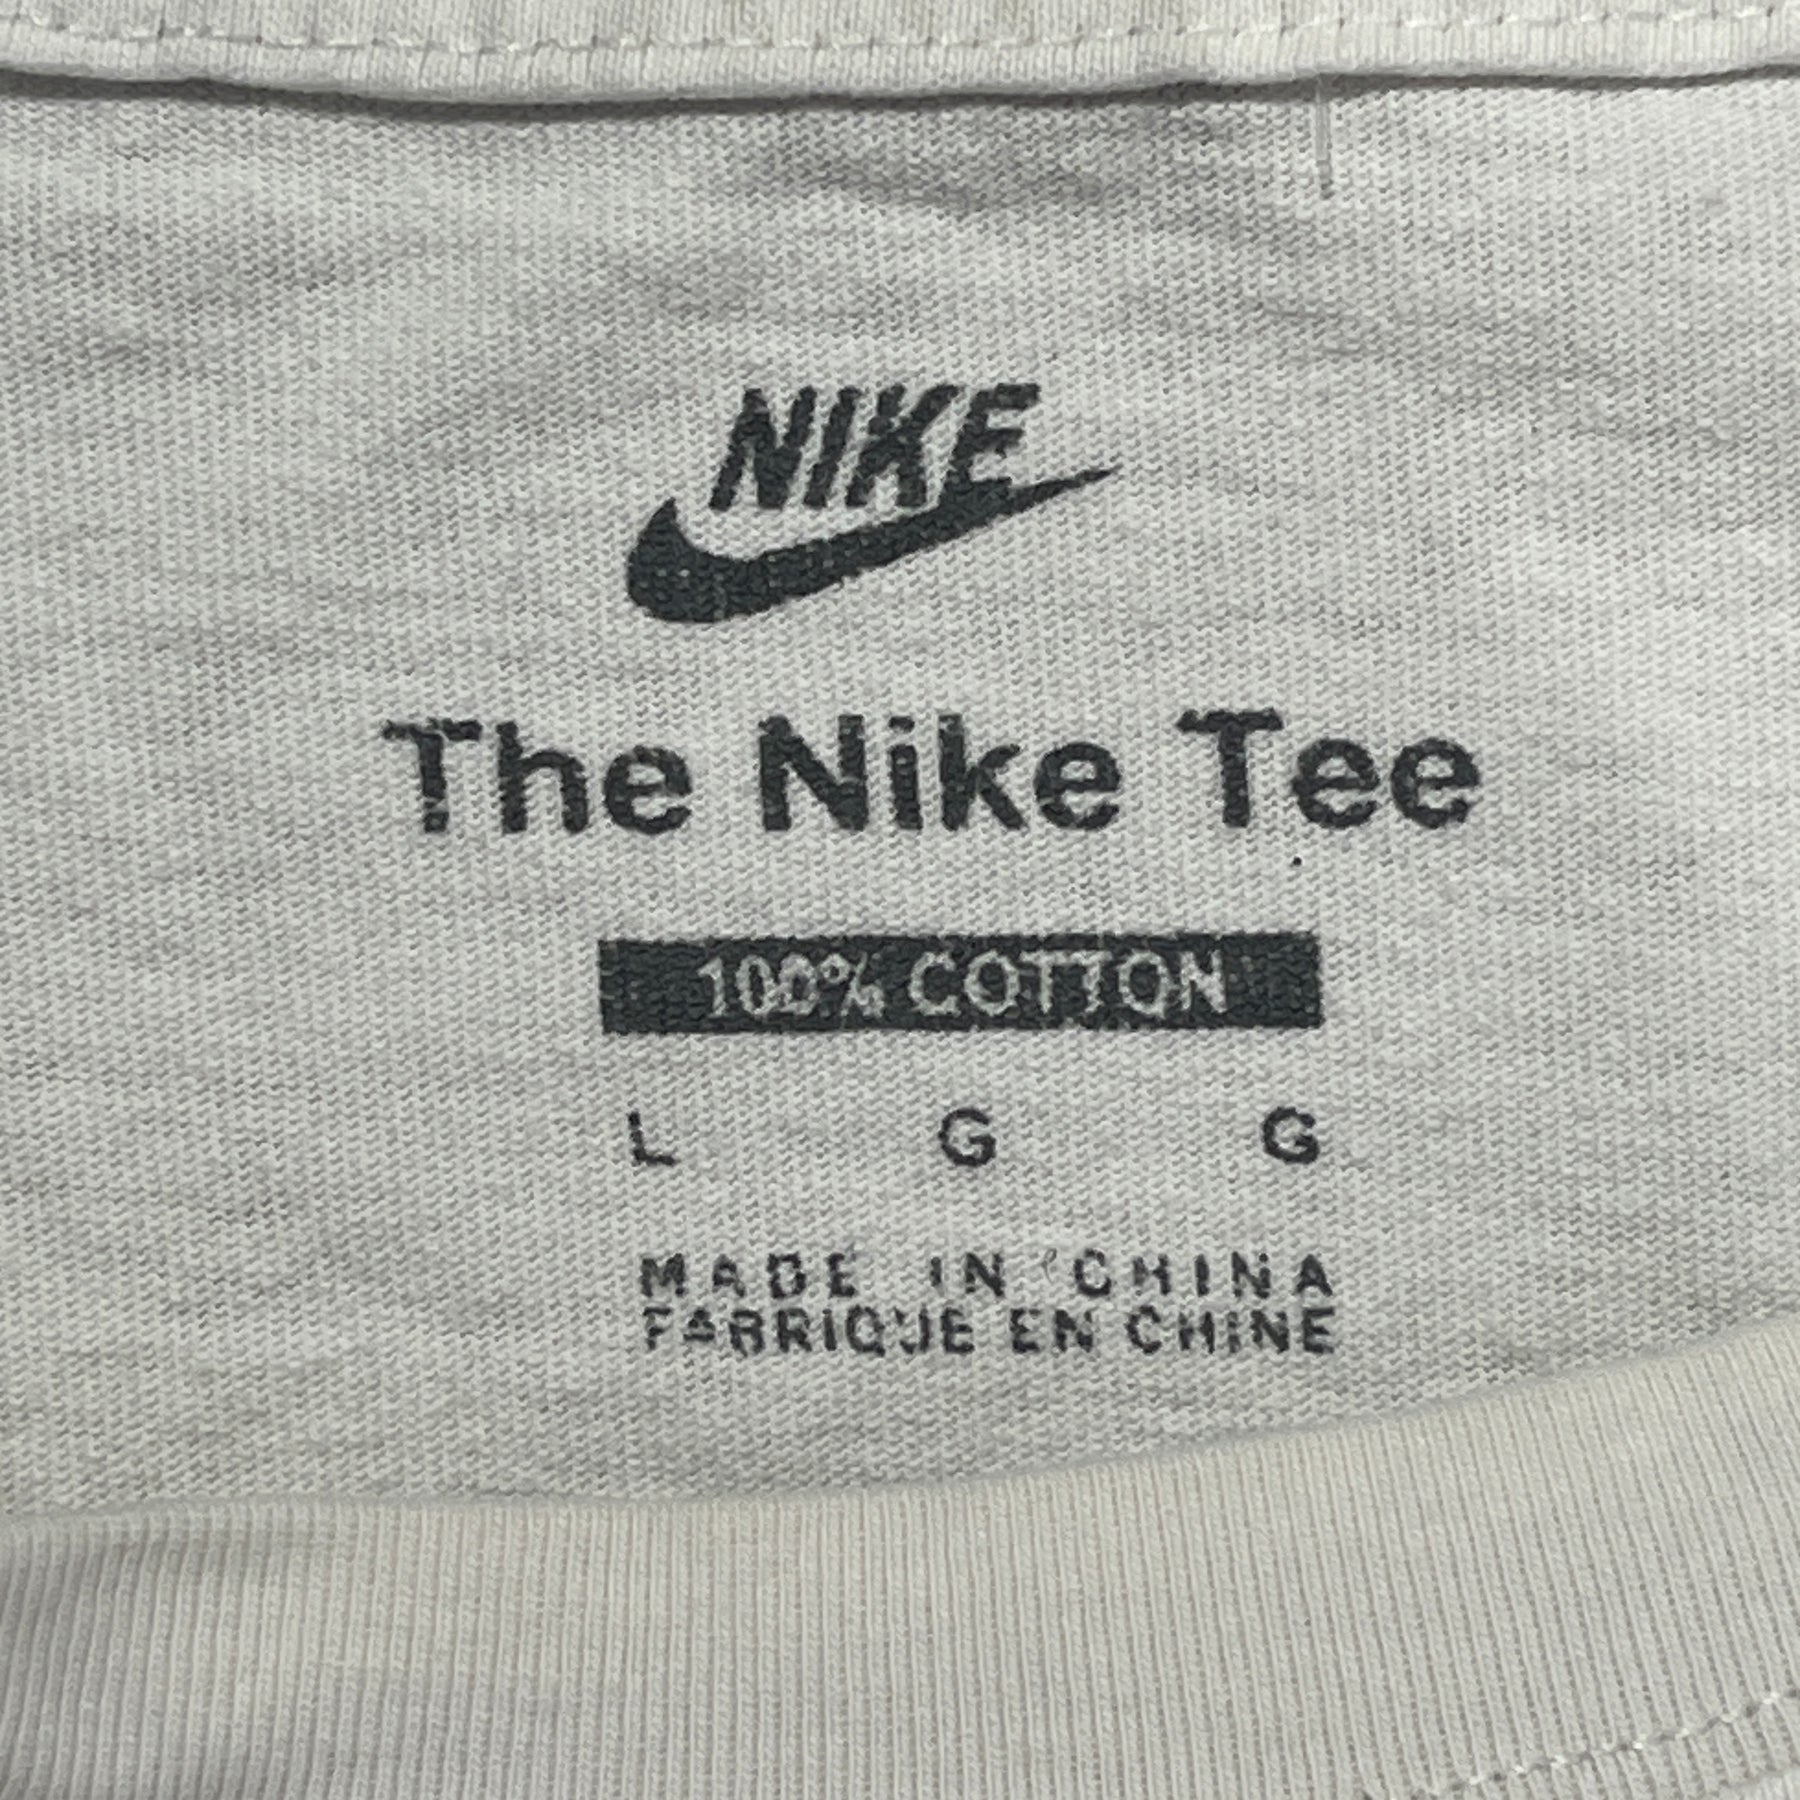 NIKE
The Nike Tee
100% COTTON
L G G
MADE IN CHINA
FABRIQUE EN CHINE